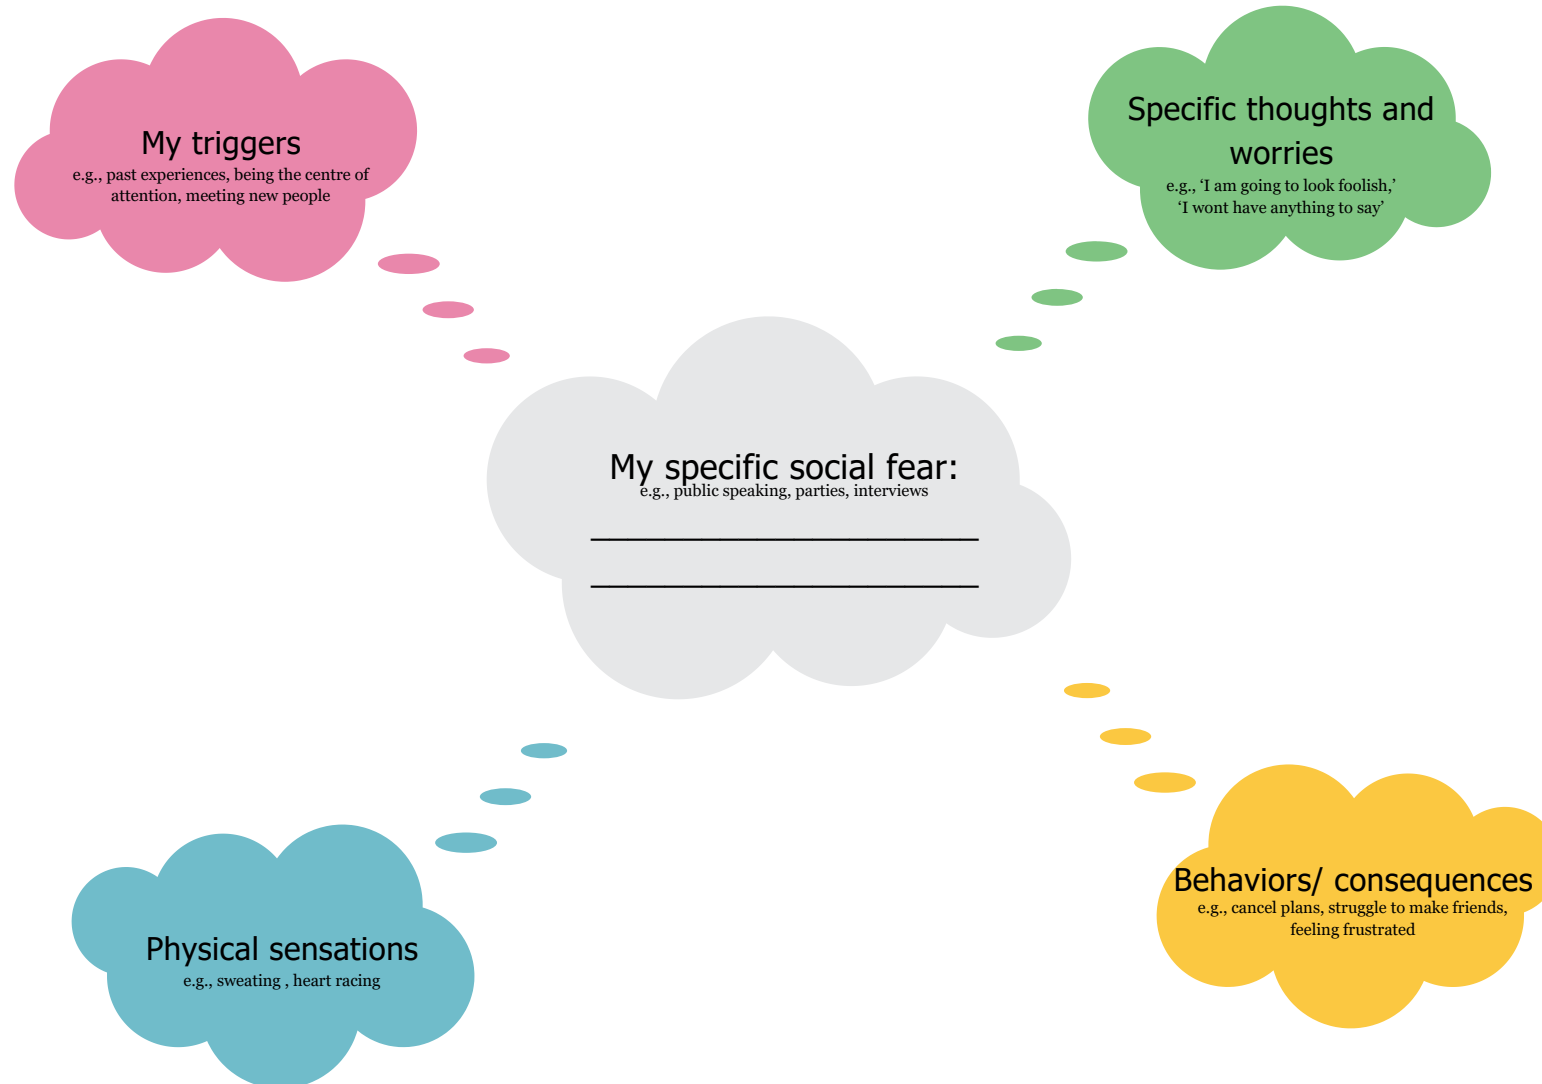 My triggers
e.g., past experiences, being the centre of
attention, meeting new people
Specific thoughts and
worries
e.g., ‘I am going to look foolish,’
‘I wont have anything to say’
My specific social fear:
e.g., public speaking, parties, interviews
Physical sensations
e.g., sweating , heart racing
Behaviors/ consequences
e.g., cancel plans, struggle to make friends,
feeling frustrated